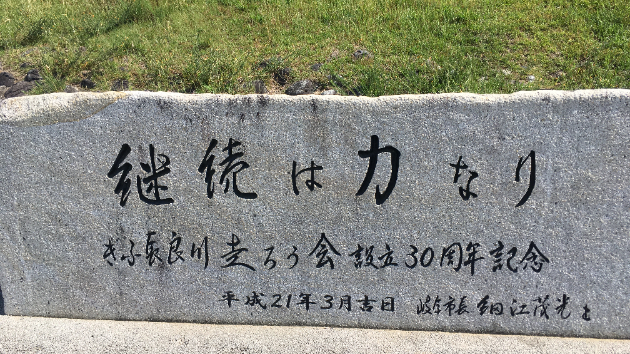 継続は力なり
ぎふ長良川走ろう会設立30周年記念
平成21年3月吉日 岐阜市長 細江茂光